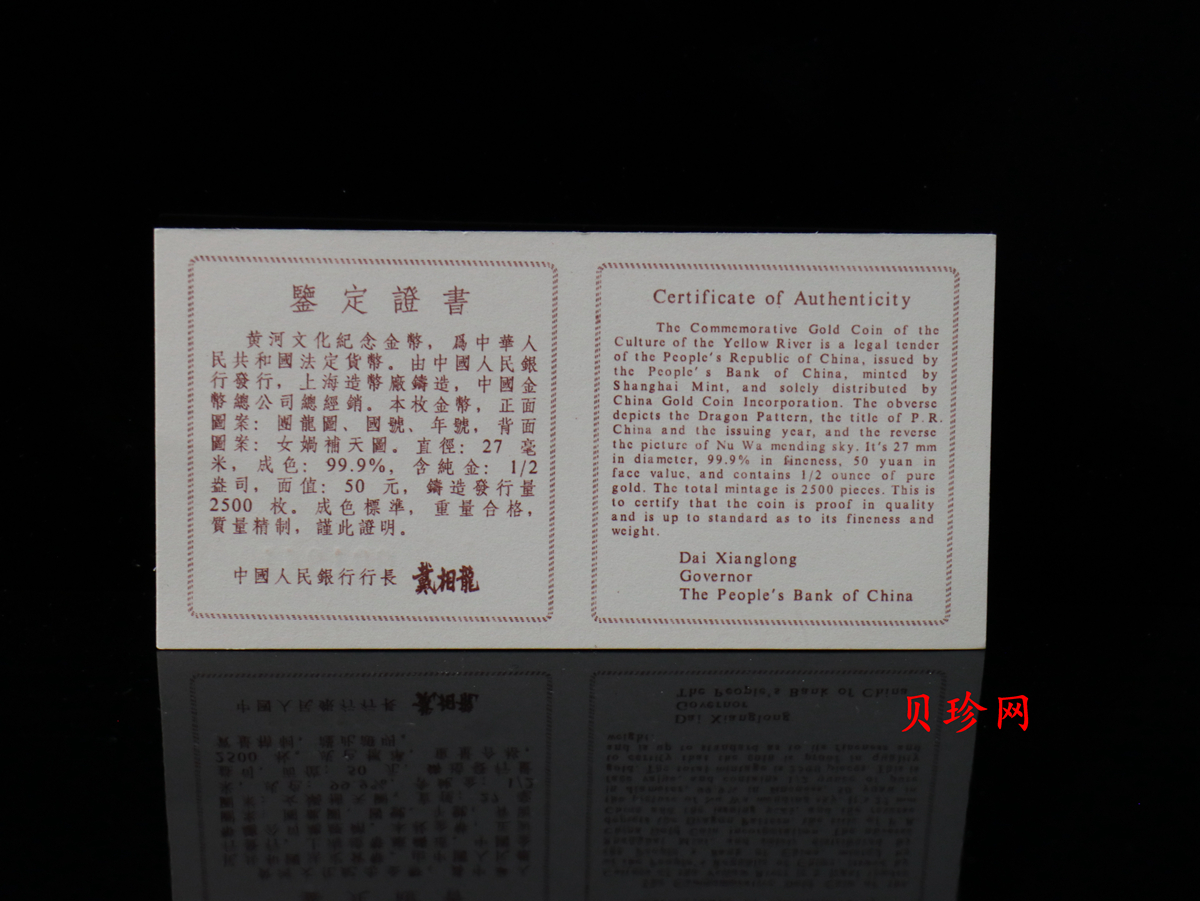 鑒定證書
黄河文化紀念金幣，爲中華人
民共和國法定貨幣。由中國人民銀
行發行，上海造幣廠鑄造，中國金
幣總公司總經銷。本枚金幣，正面
圖案：團龍圖、國號、年號，背面
圖案：女媧補天圖。直徑：27 毫
米，成色：99.9%，含純金：1/2
盎司，面值：50 元，鑄造發行量
2500 枚。成色標準，重量合格，
質量精制，謹此證明。
中國人民銀行行長 戴相龍
Certificate of Authenticity
The Commemorative Gold Coin of the
Culture of the Yellow River is a legal tender
of the People's Republic of China, issued by
the People's Bank of China, minted by
Shanghai Mint, and solely distributed by
China Gold Coin Incorporation. The obverse
depicts the Dragon Pattern, the title of P.R.
China and the issuing year, and the reverse
the picture of Nu Wa mending sky. It's 27 mm
in diameter, 99.9% in fineness, 50 yuan in
face value, and contains 1/2 ounce of pure
gold. The total mintage is 2500 pieces. This is
to certify that the coin is proof in quality
and is up to standard as to its fineness and
weight.
Dai Xianglong
Governor
The People's Bank of China
贝珍网